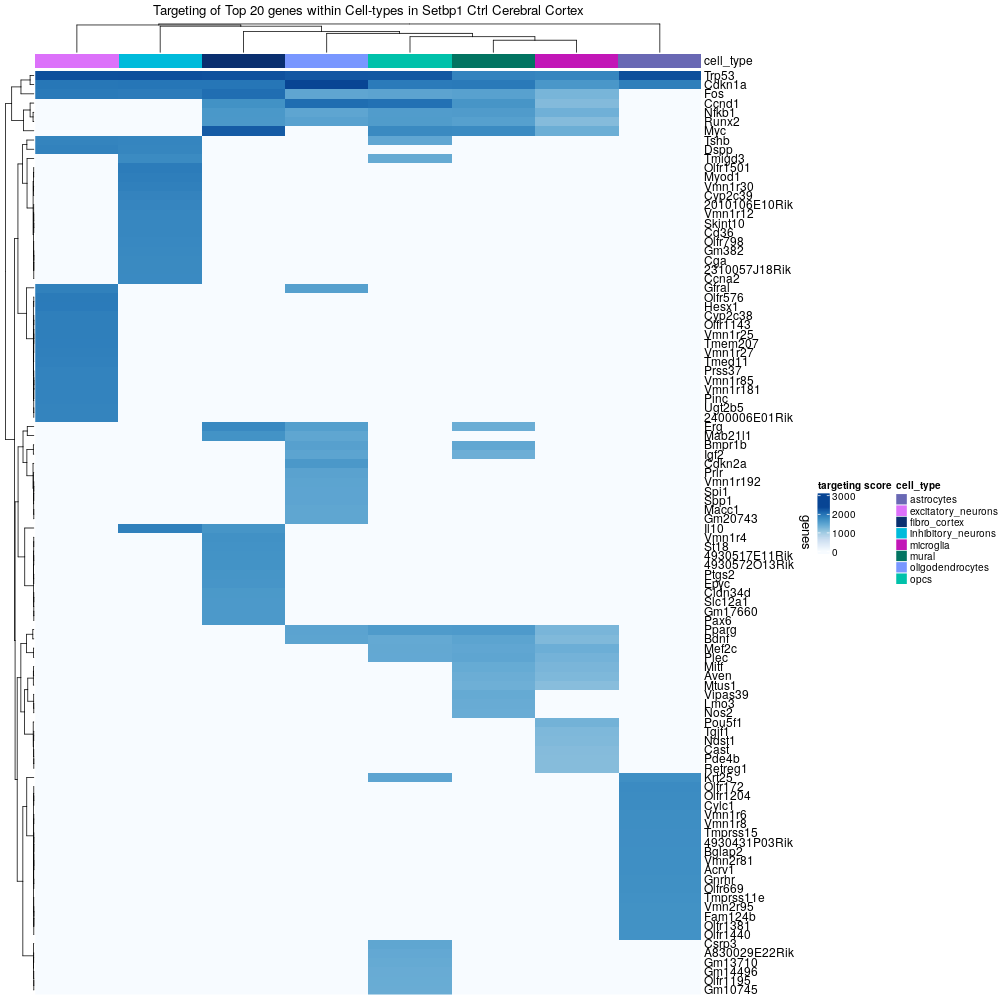 Targeting of Top 20 genes within Cell-types in Setbp1 Ctrl Cerebral Cortex
cell_type
Trp53
Cdkn1a
Fos
Ccnd1
Nfkb1
Runx2
Myc
Tshb
Dspp
Tmigd3
Olfr1501
Myod1
Vmn1r30
Cyp2c39
2010106E10Rik
Vmn1r12
Skint10
Cd36
Olfr798
Gm382
Cga
2310057J18Rik
Ccna2
Gfral
Olfr576
Hesx1
Cyp2c38
Olfr1143
Vmn1r25
Tmem207
Vmn1r27
Tmed11
Prss37
Vmn1r85
Vmn1r181
Pinc
Ugt2b5
2400006E01Rik
Erg
Mab21l1
Bmpr1b
Igf2
Cdkn2a
Prlr
Vmn1r192
Spi1
Spp1
Macc1
Gm20743
Il10
Vmn1r4
St18
4930517E11Rik
4930572O13Rik
Ptgs2
Epyc
Cldn34d
Slc12a1
Gm17660
Pax6
Pparg
Bdnf
Mef2c
Plec
Mitf
Aven
Mtus1
Vipas39
Lmo3
Nos2
Pou5f1
Tgif1
Ndst1
Cast
Pde4b
Retreg1
Krt25
Olfr172
Olfr1204
Cylc1
Vmn1r6
Vmn1r8
Tmprss15
4930431P03Rik
Bglap2
Vmn2r81
Acrv1
Gnrhr
Olfr669
Tmprss11e
Vmn2r95
Fam124b
Olfr1381
Olfr1440
Csrp3
A830029E22Rik
Gm13710
Gm14496
Olfr1195
Gm10745
genes
targeting score
3000
2000
1000
0
cell_type
astrocytes
excitatory_neurons
fibro_cortex
inhibitory_neurons
microglia
mural
oligodendrocytes
opcs